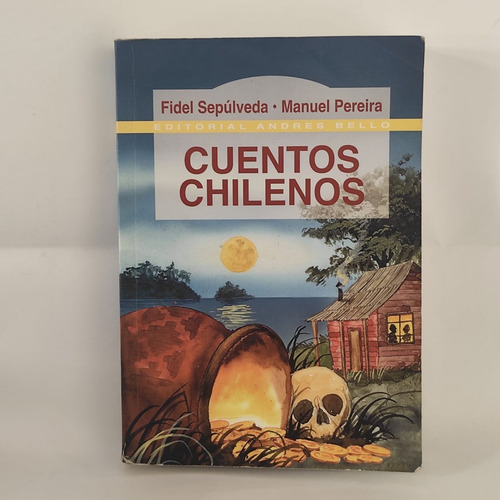 Fidel Sepúlveda • Manuel Pereira
EDITORIAL ANDRES BELLO
CUENTOS
CHILENOS